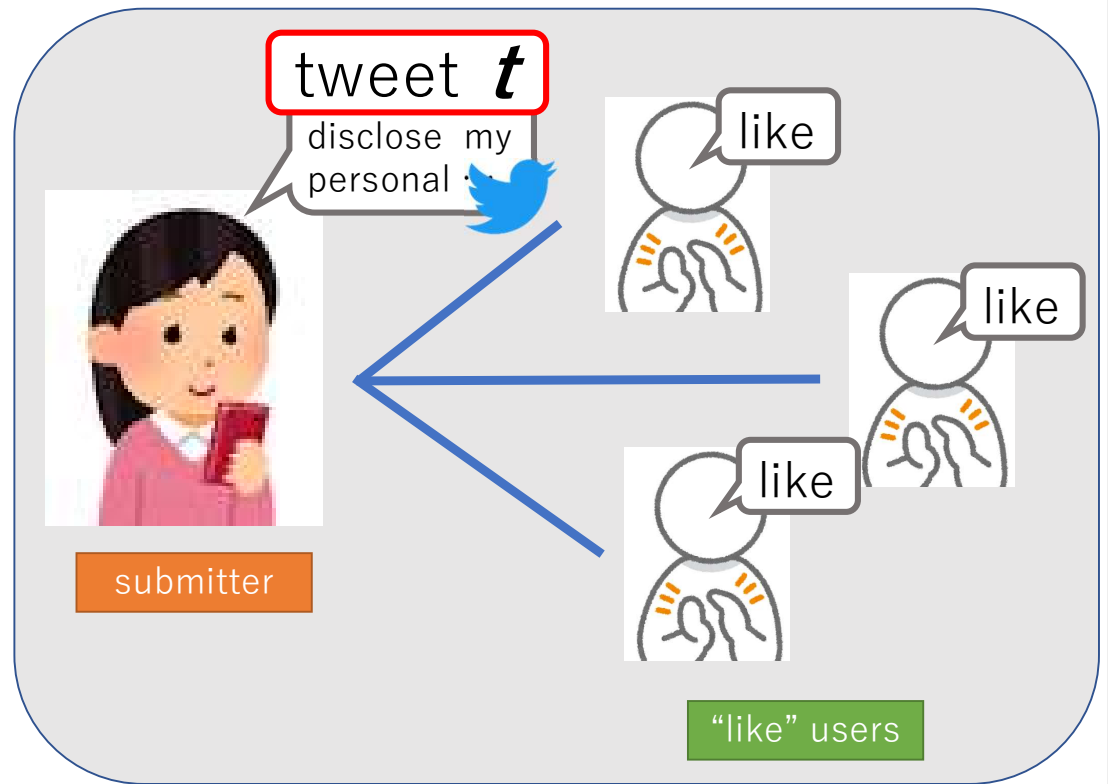 tweet t
disclose my
personal …
like
like
like
submitter
“like” users